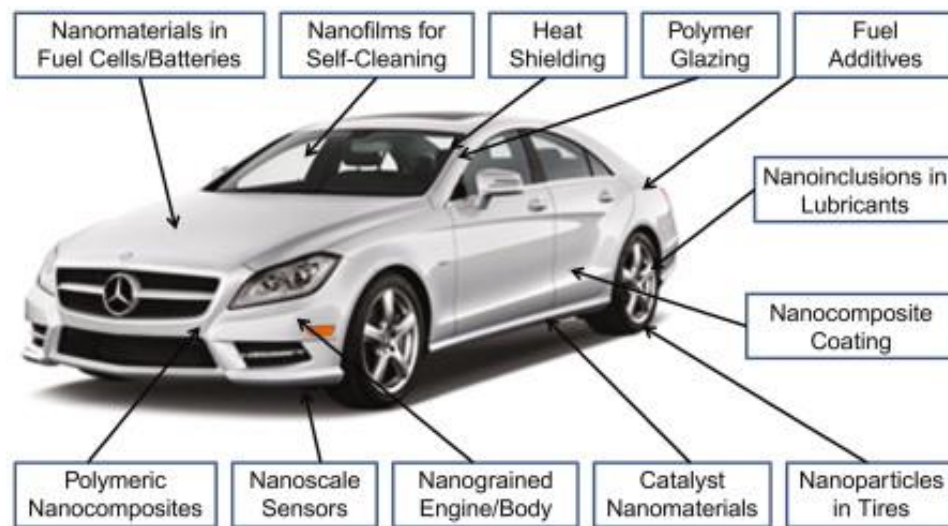 Nanomaterials in
Fuel Cells/Batteries
Nanofilms for
Self-Cleaning
Heat
Shielding
Polymer
Glazing
Fuel
Additives
Nanoinclusions in
Lubricants
Nanocomposite
Coating
Polymeric
Nanocomposites
Nanoscale
Sensors
Nanograined
Engine/Body
Catalyst
Nanomaterials
Nanoparticles
in Tires